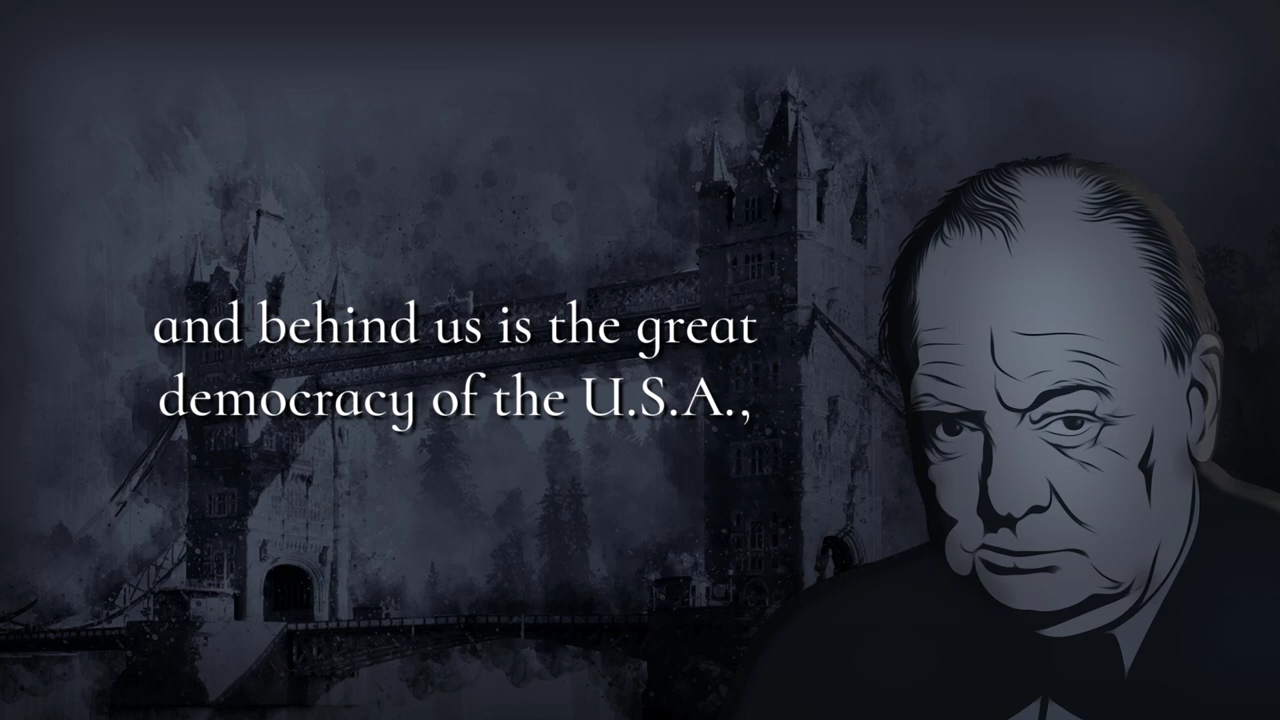 and behind us is the great
democracy of the U.S.A.,